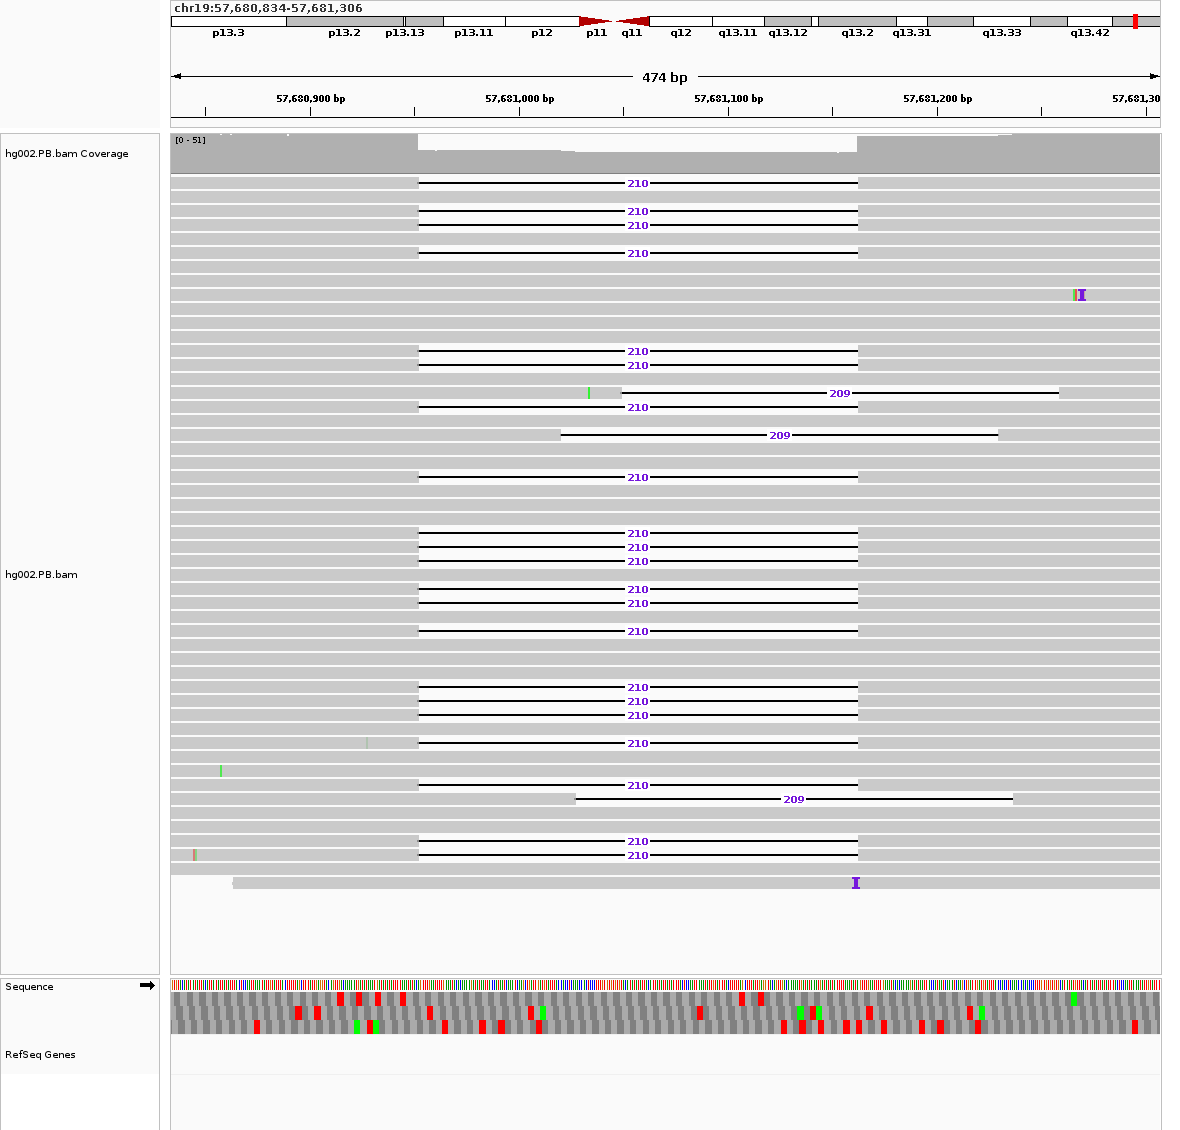 chr19:57,680,834-57,681,306
p13.3 p13.2 p13.13 p13.11 p12 p11 q11 q12 q13.11 q13.12 q13.2 q13.31 q13.33 q13.42
474 bp
57,680,900 bp 57,681,000 bp 57,681,100 bp 57,681,200 bp 57,681,30
[0 - 51]
hg002.PB.bam Coverage
210
210
210
210
I
210
210
209
210
209
210
210
210
210
210
210
210
210
210
210
210
210
209
210
210
I
hg002.PB.bam
Sequence
RefSeq Genes